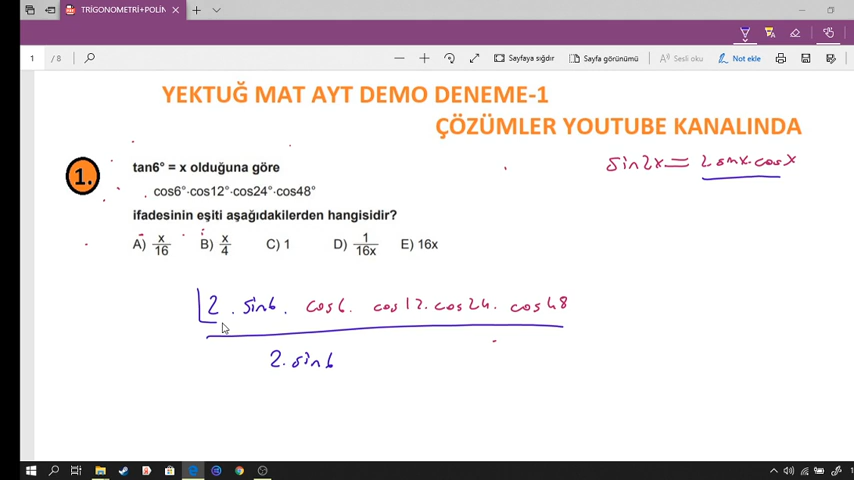 TRİGONOMETRİ+POLİN
1 / 8
Sayfaya sığdır
Sayfa görünümü
Sesli oku
Not ekle
YEKTUĞ MAT AYT DEMO DENEME-1
ÇÖZÜMLER YOUTUBE KANALINDA
sin2x = 2 sinx.cosx
1.
tan6° = x olduğuna göre
cos6°·cos12°·cos24°·cos48°
ifadesinin eşiti aşağıdakilerden hangisidir?
A) x/16 B) x/4 C) 1 D) 1/16x E) 16x
2 . sin6 . cos6 . cos12 . cos24 . cos48
2 . sin6